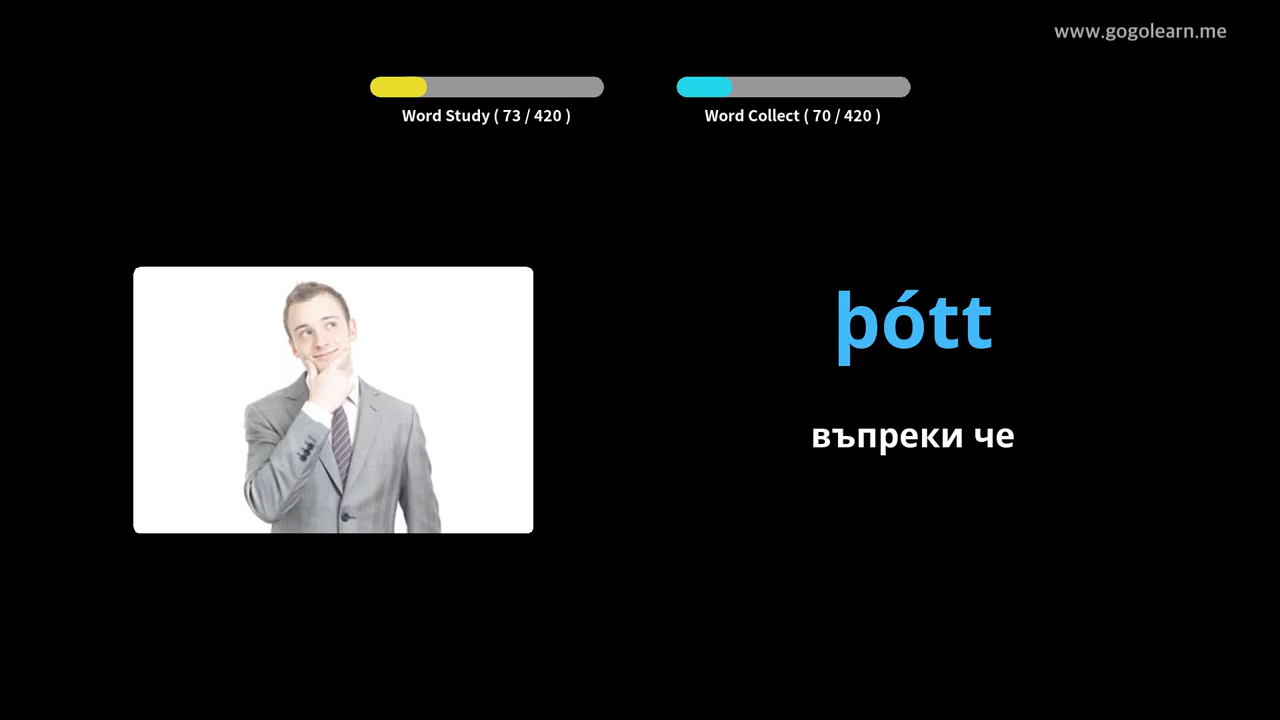 www.gogolearn.me
Word Study ( 73 / 420 )
Word Collect ( 70 / 420 )
þótt
въпреки че